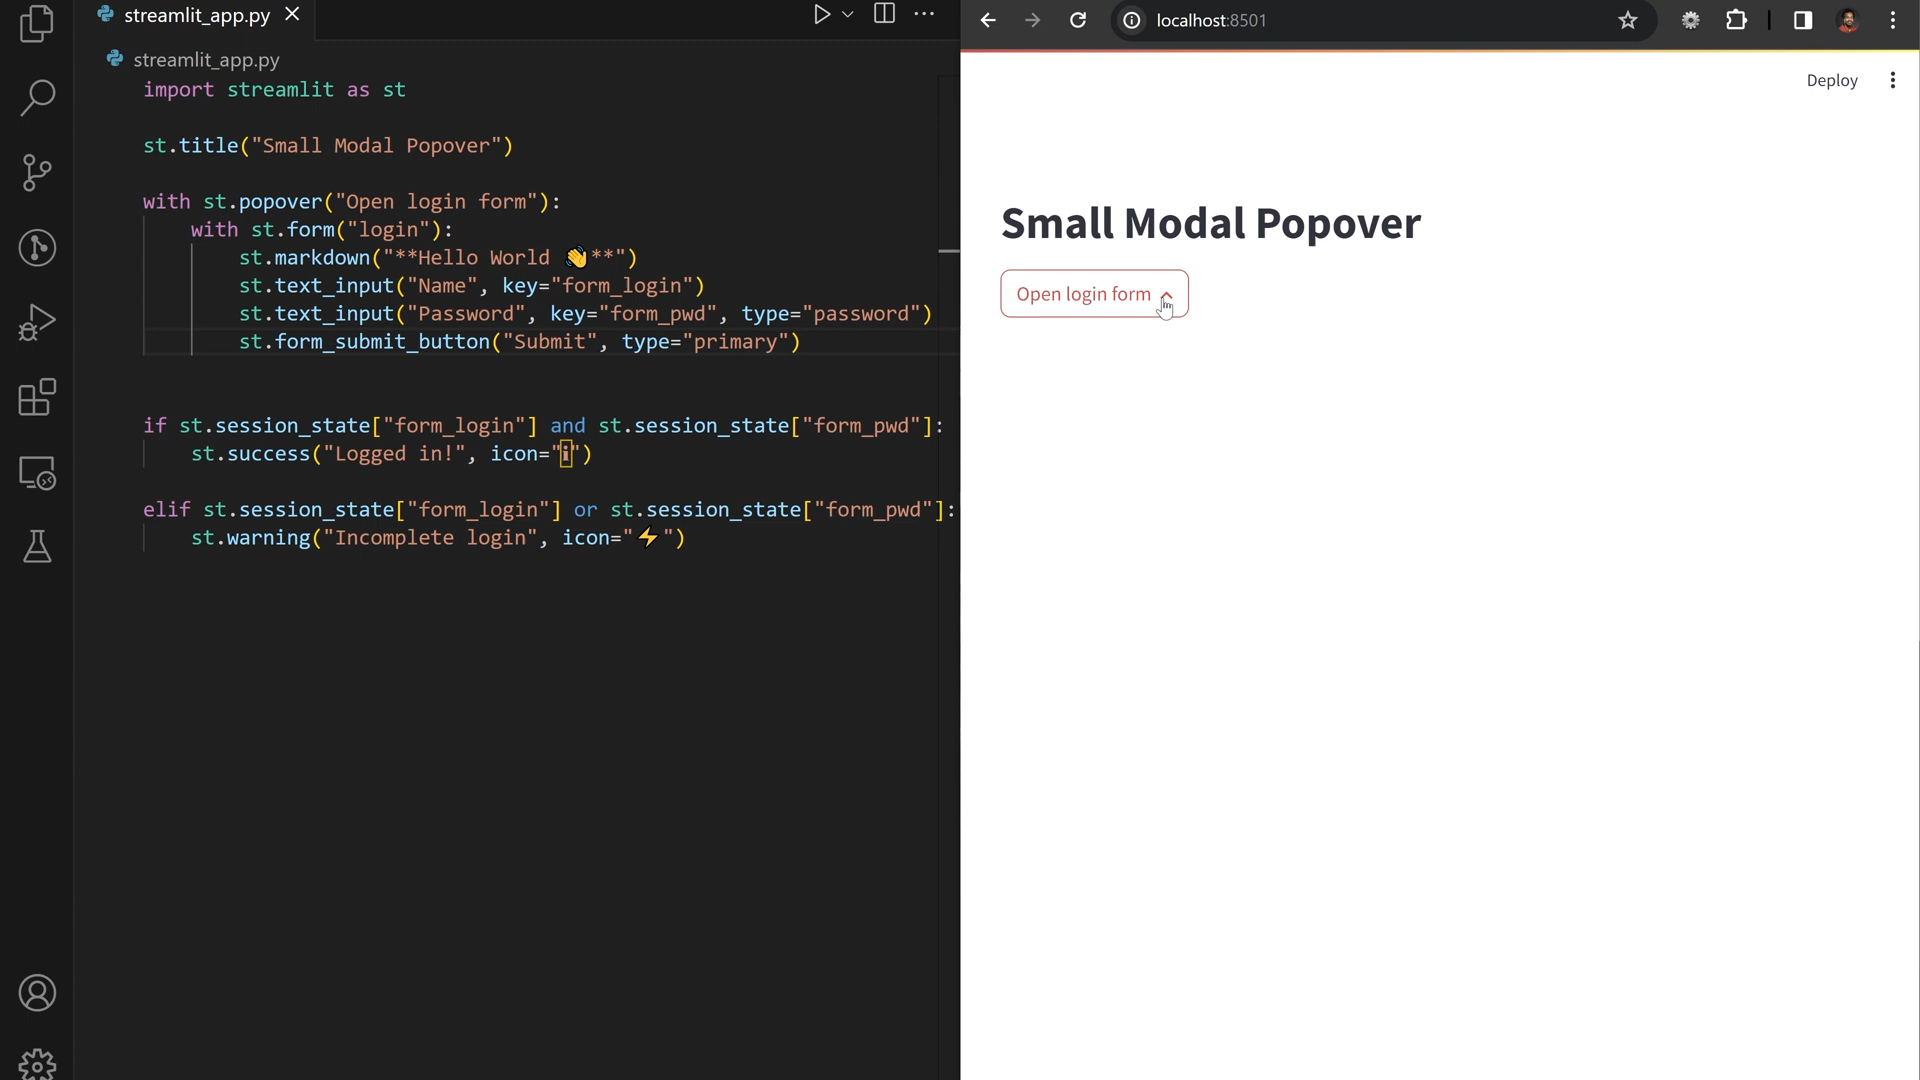 streamlit_app.py
streamlit_app.py
import streamlit as st
st.title("Small Modal Popover")
with st.popover("Open login form"):
with st.form("login"):
st.markdown("**Hello World 👋**")
st.text_input("Name", key="form_login")
st.text_input("Password", key="form_pwd", type="password")
st.form_submit_button("Submit", type="primary")
if st.session_state["form_login"] and st.session_state["form_pwd"]:
st.success("Logged in!", icon="ℹ")
elif st.session_state["form_login"] or st.session_state["form_pwd"]:
st.warning("Incomplete login", icon="⚡")
localhost:8501
Deploy
Small Modal Popover
Open login form